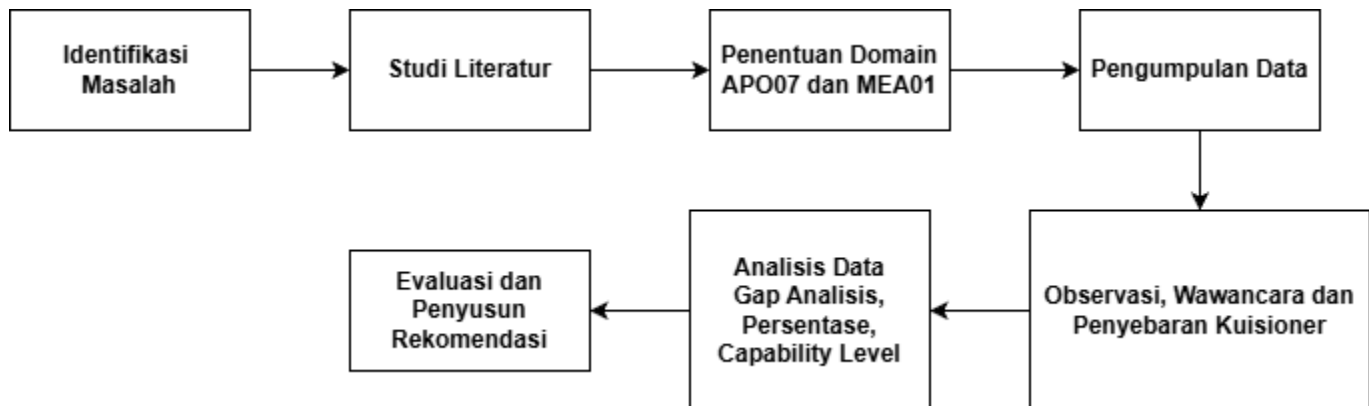 Identifikasi
Masalah
Studi Literatur
Penentuan Domain
APO07 dan MEA01
Pengumpulan Data
Observasi, Wawancara dan
Penyebaran Kuisioner
Analisis Data
Gap Analisis,
Persentase,
Capability Level
Evaluasi dan
Penyusun
Rekomendasi